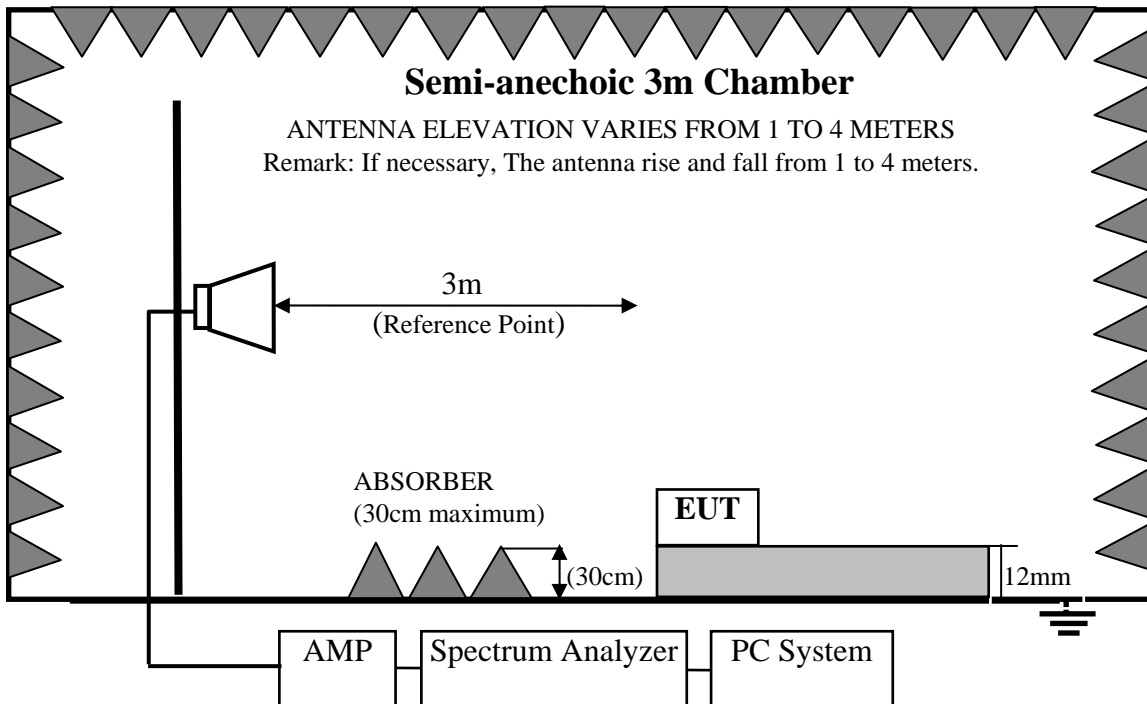 Semi-anechoic 3m Chamber
ANTENNA ELEVATION VARIES FROM 1 TO 4 METERS
Remark: If necessary, The antenna rise and fall from 1 to 4 meters.
3m
(Reference Point)
ABSORBER
(30cm maximum)
EUT
(30cm)
12mm
AMP
Spectrum Analyzer
PC System